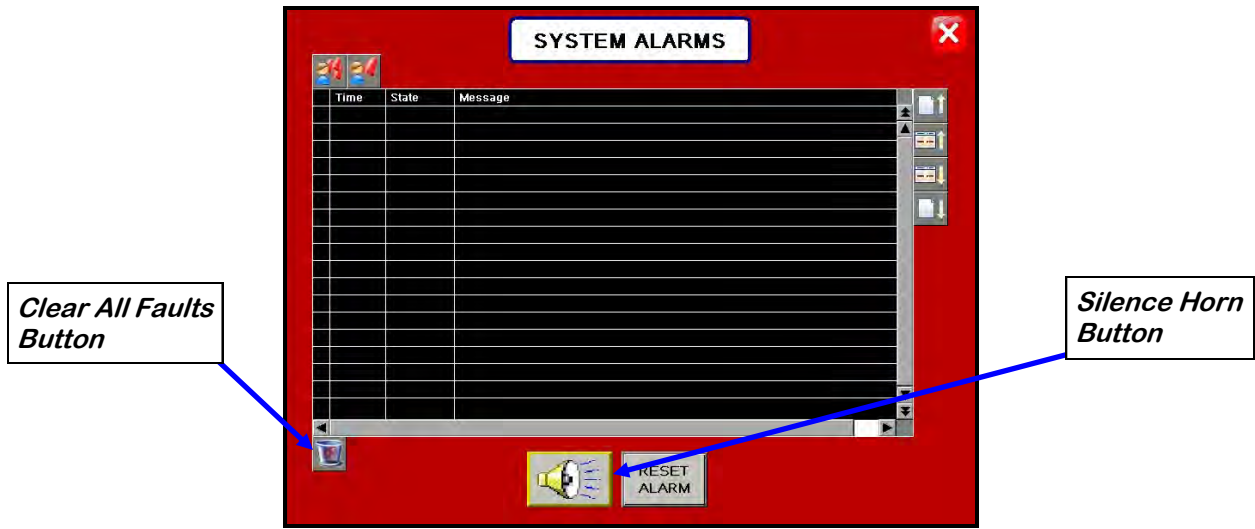 SYSTEM ALARMS
Time State Message
Clear All Faults
Button
Silence Horn
Button
RESET
ALARM